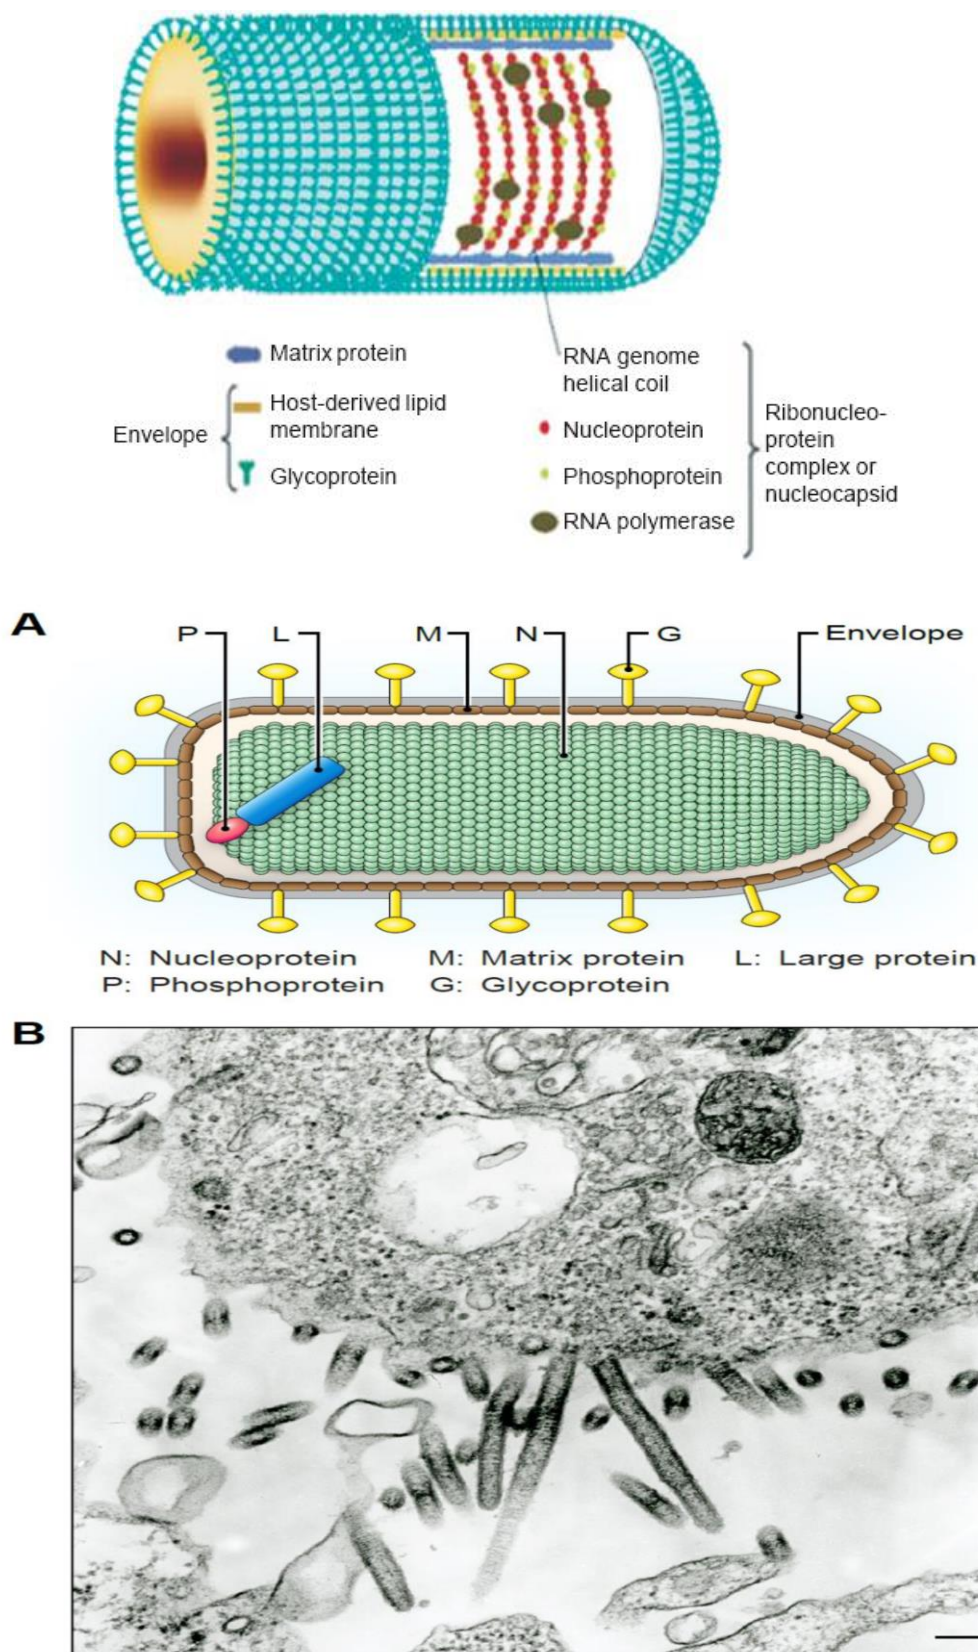 Matrix protein
Host-derived lipid
membrane
Envelope
Glycoprotein
RNA genome
helical coil
Nucleoprotein
Phosphoprotein
RNA polymerase
Ribonucleo-
protein
complex or
nucleocapsid
A
P L M N G Envelope
N: Nucleoprotein M: Matrix protein L: Large protein
P: Phosphoprotein G: Glycoprotein
B